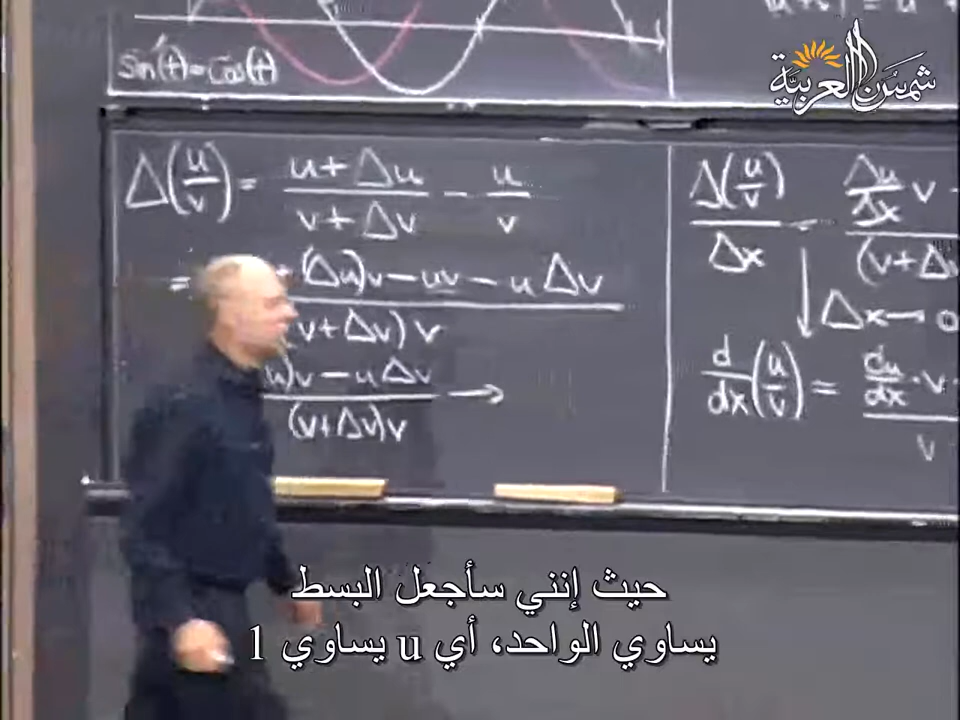 sin'(t)=Cos(t)
شمس العربية
Δ(u/v) = (u+Δu)/(v+Δv) - u/v
= + (Δu)v - uv - uΔv
v+Δv) v
u)v - uΔv →
(v+Δv)v
Δ(u/v)/Δx
Δu/Δx v
(v+Δv
Δx→0
d/dx(u/v) = du/dx · v
v
حيث إنني سأجعل البسط
يساوي الواحد، أي u يساوي 1